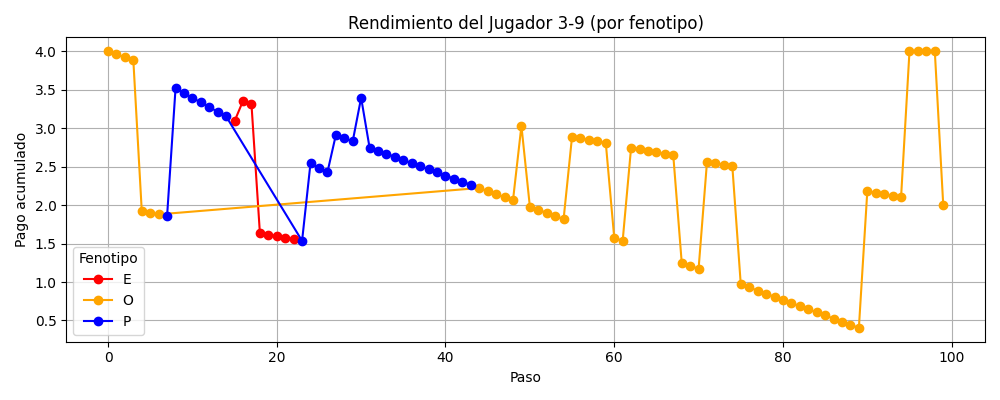 Rendimiento del Jugador 3-9 (por fenotipo)
Pago acumulado
4.0
3.5
3.0
2.5
2.0
1.5
1.0
0.5
Fenotipo
E
O
P
0 20 40 60 80 100
Paso